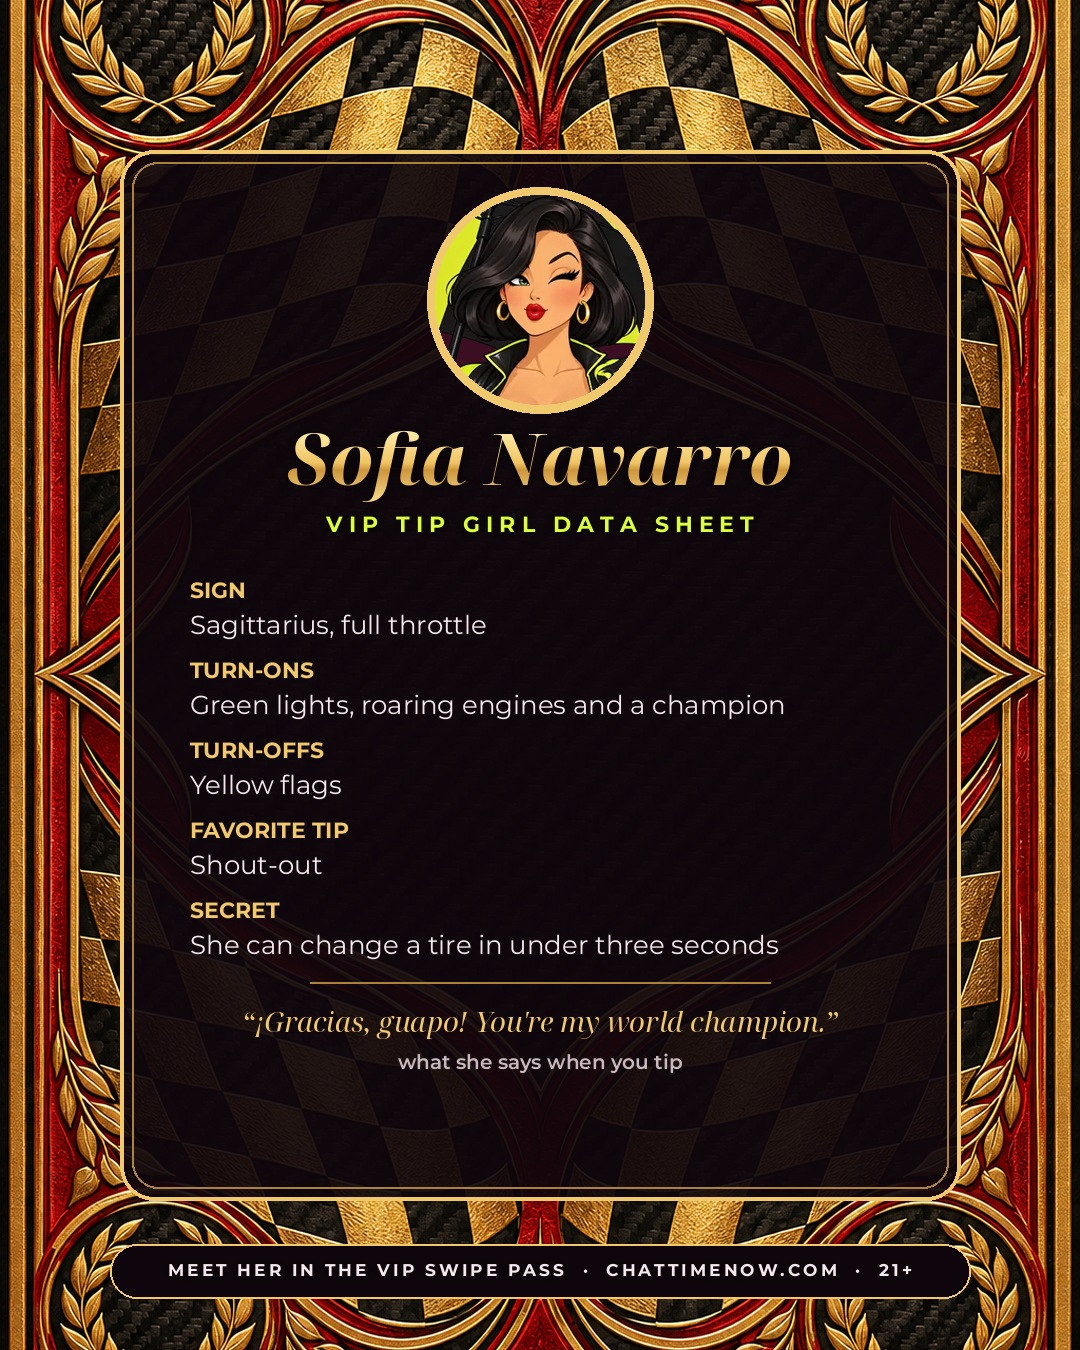 Sofia Navarro
VIP TIP GIRL DATA SHEET
SIGN
Sagittarius, full throttle
TURN-ONS
Green lights, roaring engines and a champion
TURN-OFFS
Yellow flags
FAVORITE TIP
Shout-out
SECRET
She can change a tire in under three seconds
“¡Gracias, guapo! You're my world champion.”
what she says when you tip
MEET HER IN THE VIP SWIPE PASS · CHATTIMENOW.COM · 21+